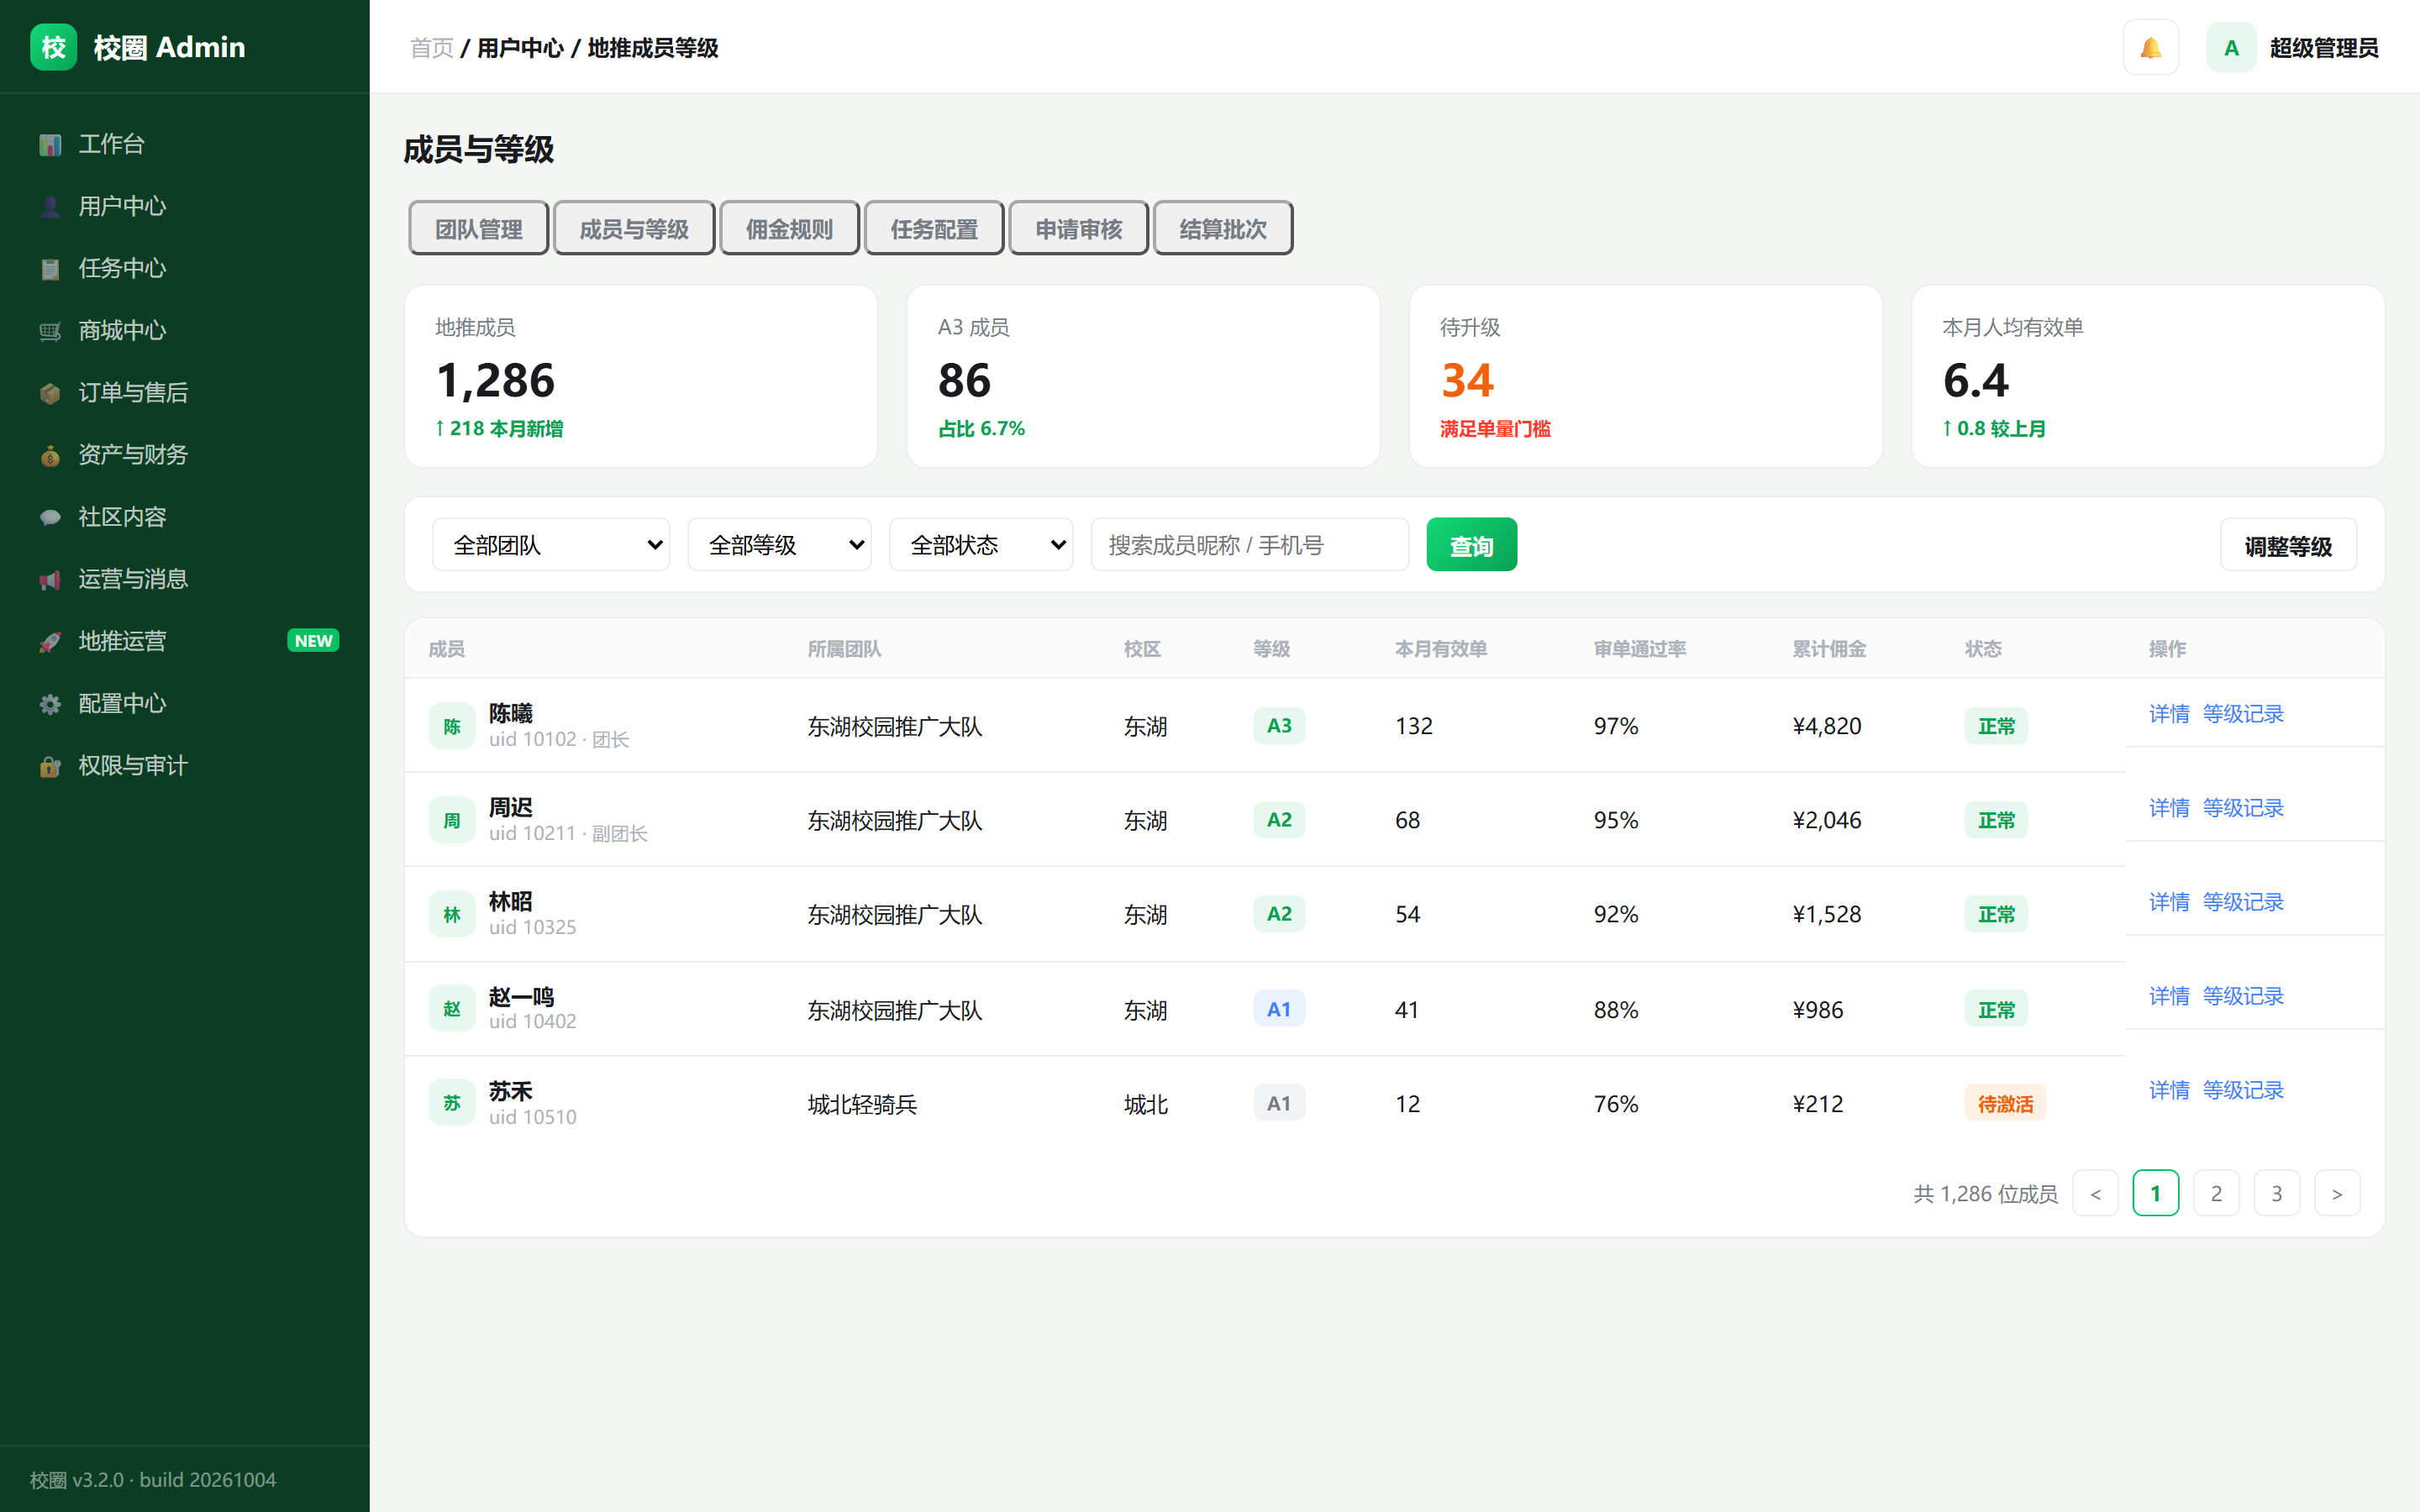 校 校圈 Admin
首页 / 用户中心 / 地推成员等级
A 超级管理员
工作台
用户中心
任务中心
商城中心
订单与售后
资产与财务
社区内容
运营与消息
地推运营 NEW
配置中心
权限与审计
校圈 v3.2.0 · build 20261004
成员与等级
团队管理 成员与等级 佣金规则 任务配置 申请审核 结算批次
地推成员
1,286
↑ 218 本月新增
A3 成员
86
占比 6.7%
待升级
34
满足单量门槛
本月人均有效单
6.4
↑ 0.8 较上月
全部团队 全部等级 全部状态 搜索成员昵称 / 手机号 查询 调整等级
成员 所属团队 校区 等级 本月有效单 审单通过率 累计佣金 状态 操作
陈 陈曦 东湖校园推广大队 东湖 A3 132 97% ¥4,820 正常 详情 等级记录
uid 10102 · 团长
周 周迟 东湖校园推广大队 东湖 A2 68 95% ¥2,046 正常 详情 等级记录
uid 10211 · 副团长
林 林昭 东湖校园推广大队 东湖 A2 54 92% ¥1,528 正常 详情 等级记录
uid 10325
赵 赵一鸣 东湖校园推广大队 东湖 A1 41 88% ¥986 正常 详情 等级记录
uid 10402
苏 苏禾 城北轻骑兵 城北 A1 12 76% ¥212 待激活 详情 等级记录
uid 10510
共 1,286 位成员 < 1 2 3 >